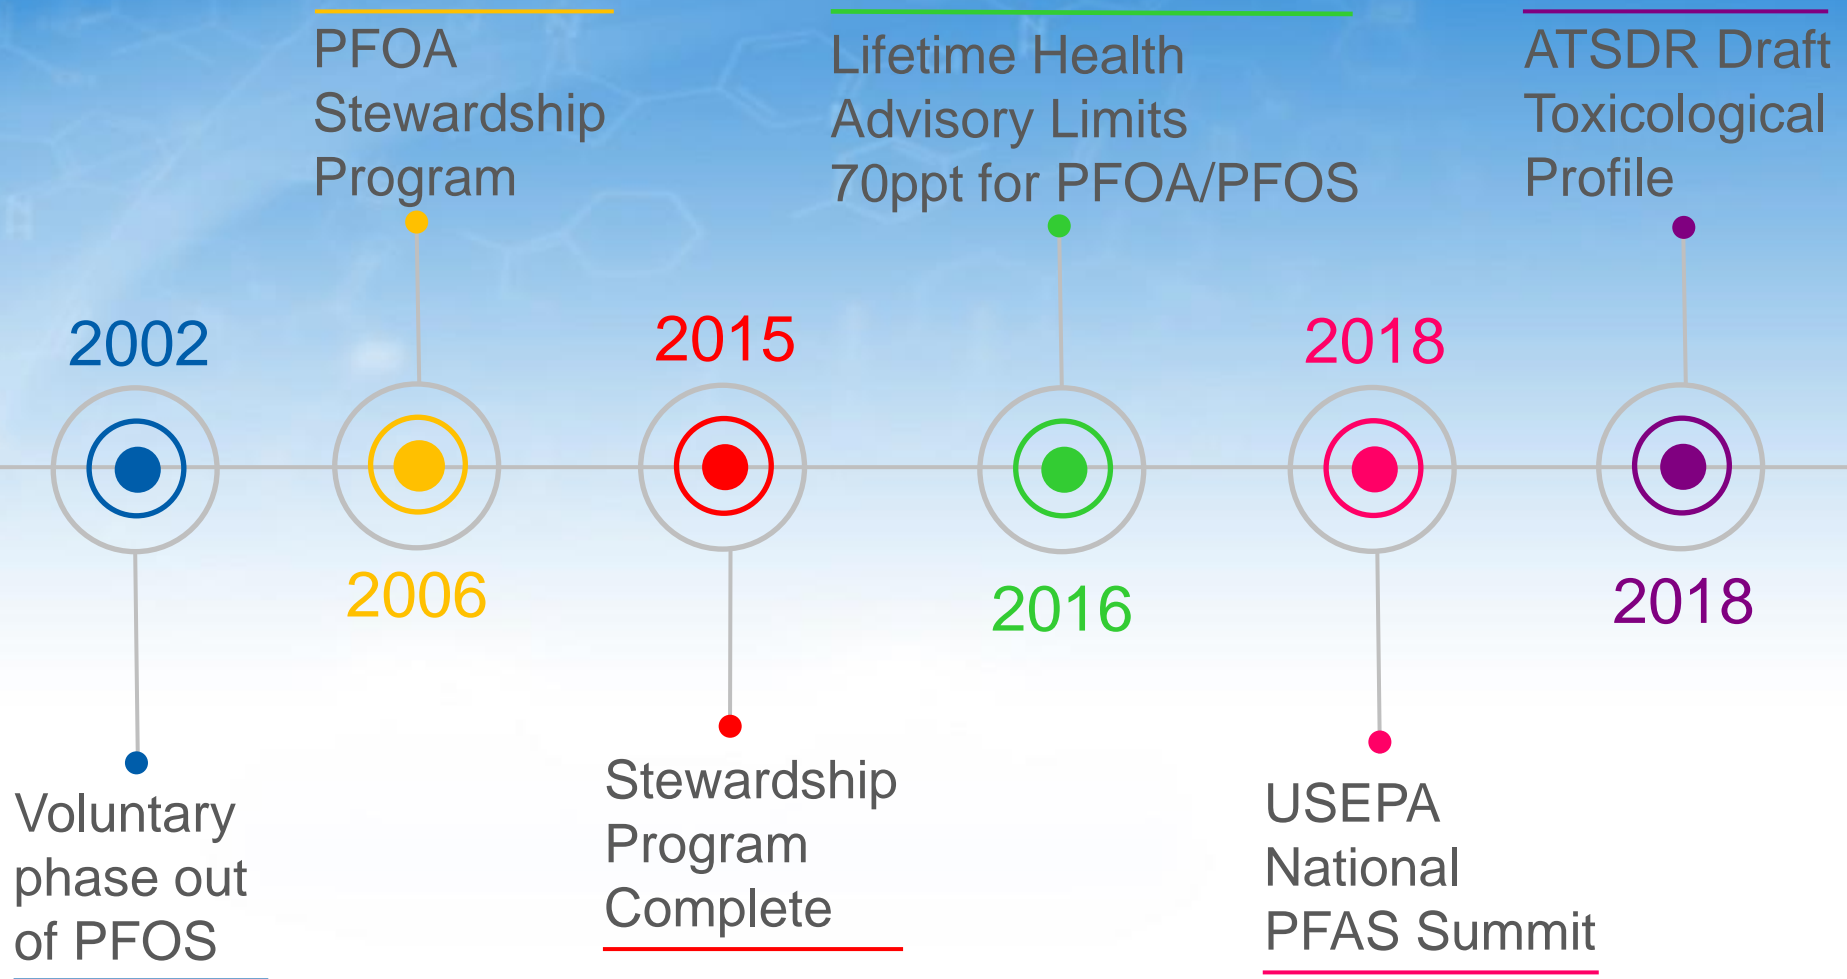 PFOA
Stewardship
Program
Lifetime Health
Advisory Limits
70ppt for PFOA/PFOS
ATSDR Draft
Toxicological
Profile
2002
2015
2018
2006
2016
2018
Voluntary
phase out
of PFOS
Stewardship
Program
Complete
USEPA
National
PFAS Summit